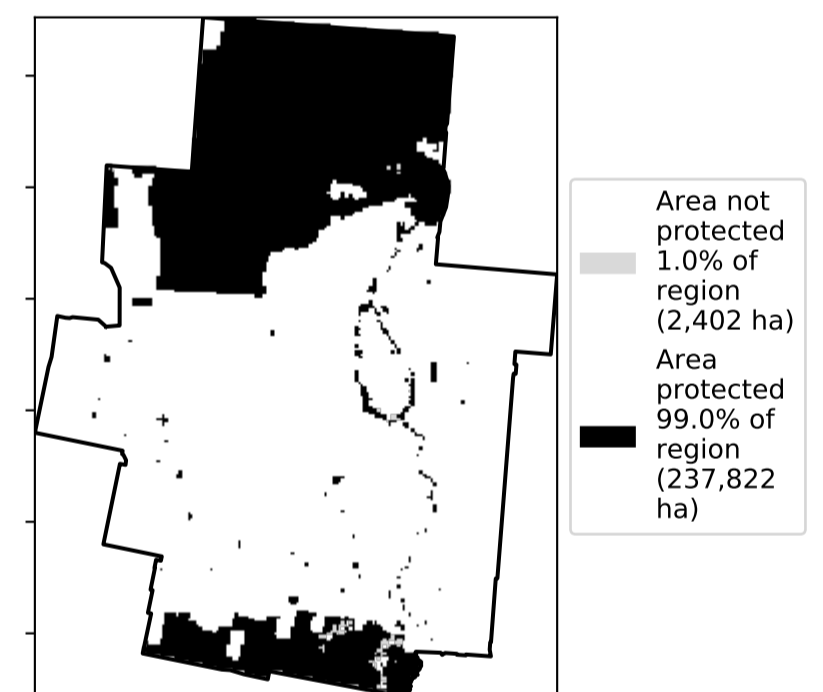 Area not
protected
1.0% of
region
(2,402 ha)
Area
protected
99.0% of
region
(237,822
ha)